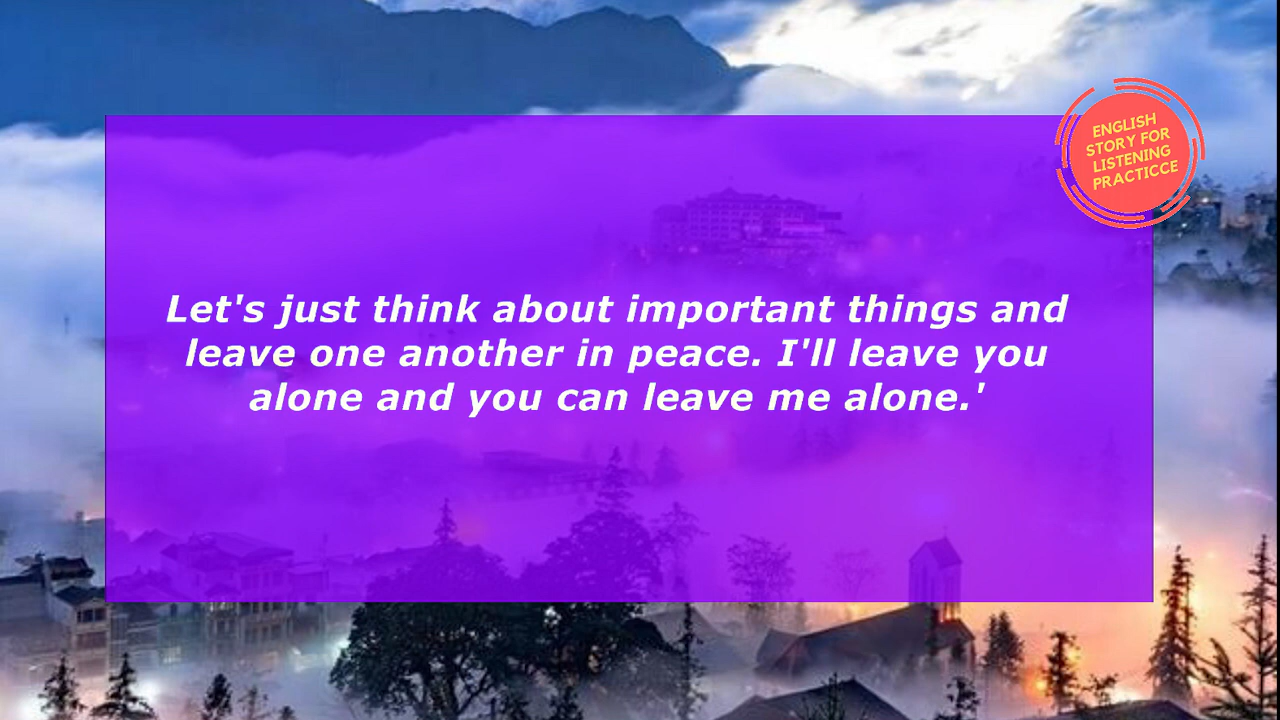 ENGLISH
STORY FOR
LISTENING
PRACTICCE
Let's just think about important things and
leave one another in peace. I'll leave you
alone and you can leave me alone.'